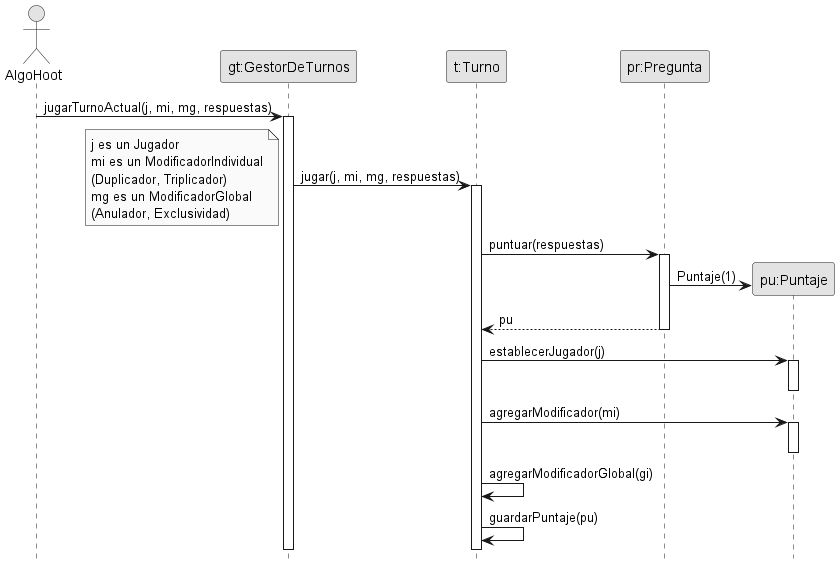 AlgoHoot
gt:GestorDeTurnos
t:Turno
pr:Pregunta
jugarTurnoActual(j, mi, mg, respuestas)
j es un Jugador
mi es un ModificadorIndividual
(Duplicador, Triplicador)
mg es un ModificadorGlobal
(Anulador, Exclusividad)
jugar(j, mi, mg, respuestas)
puntuar(respuestas)
Puntaje(1)
pu:Puntaje
pu
establecerJugador(j)
agregarModificador(mi)
agregarModificadorGlobal(gi)
guardarPuntaje(pu)